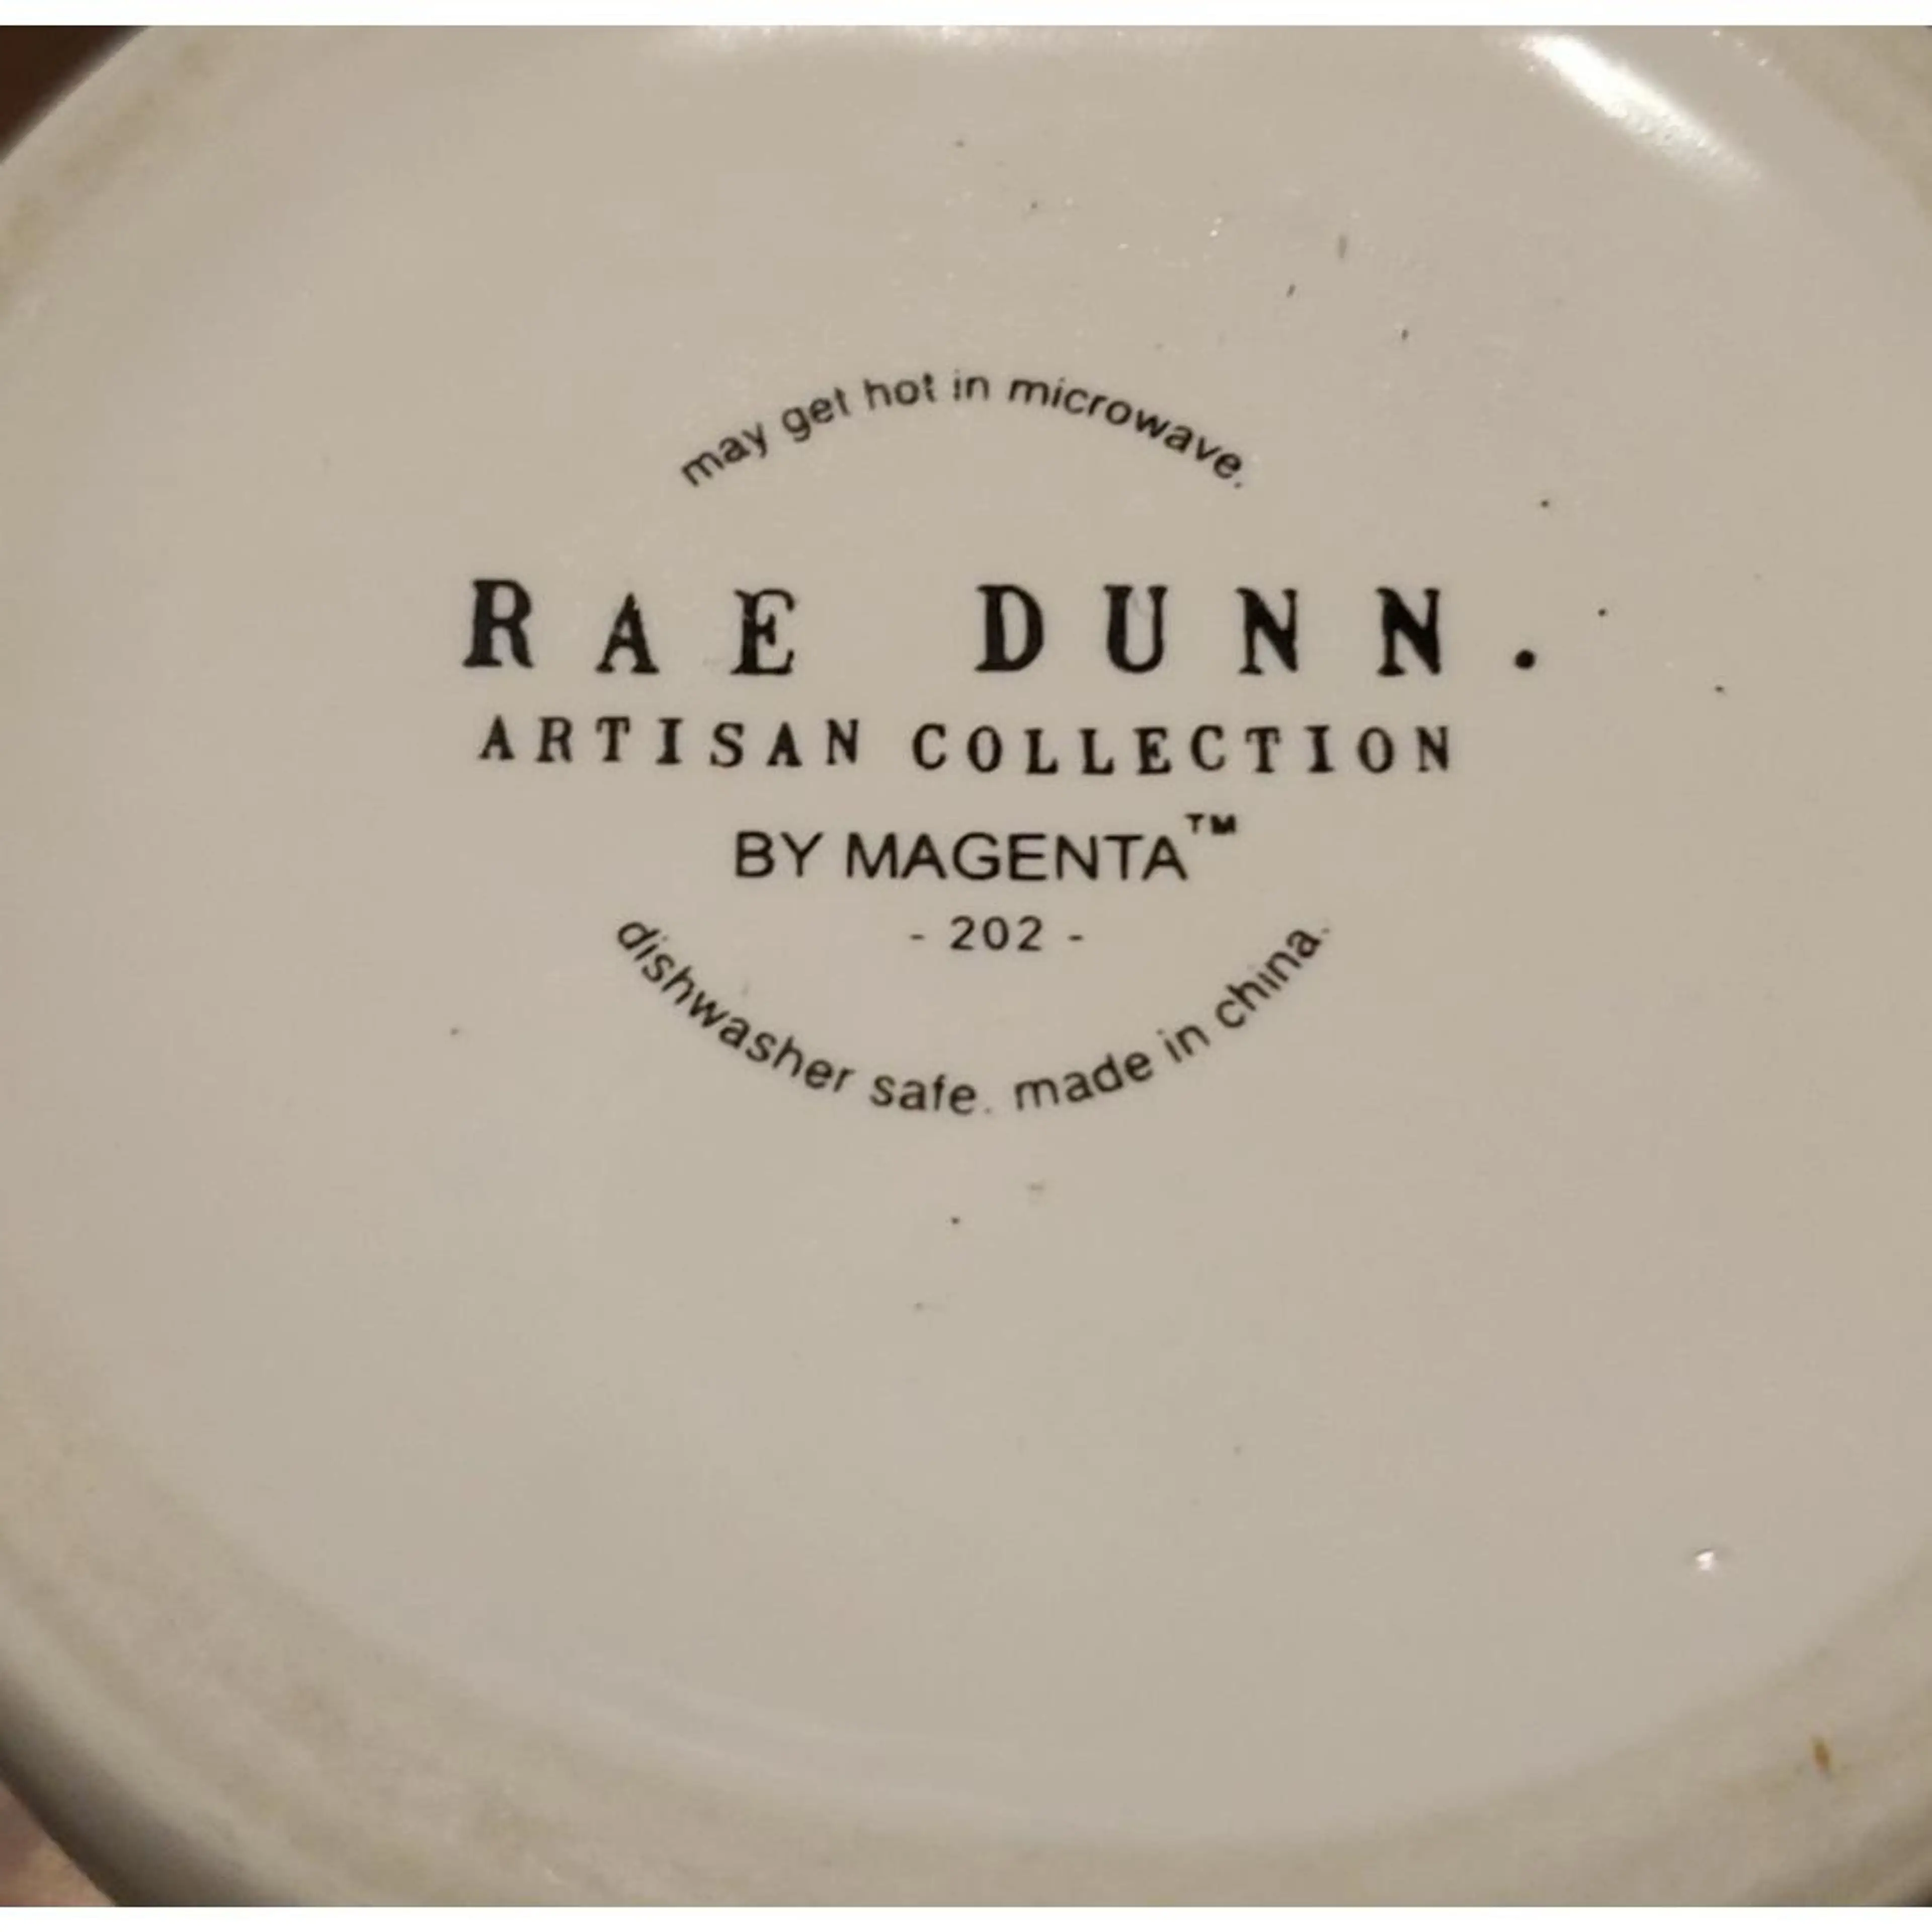 may get hot in microwave.
RAE DUNN.
ARTISAN COLLECTION
BY MAGENTA™
- 202 -
dishwasher safe. made in china.